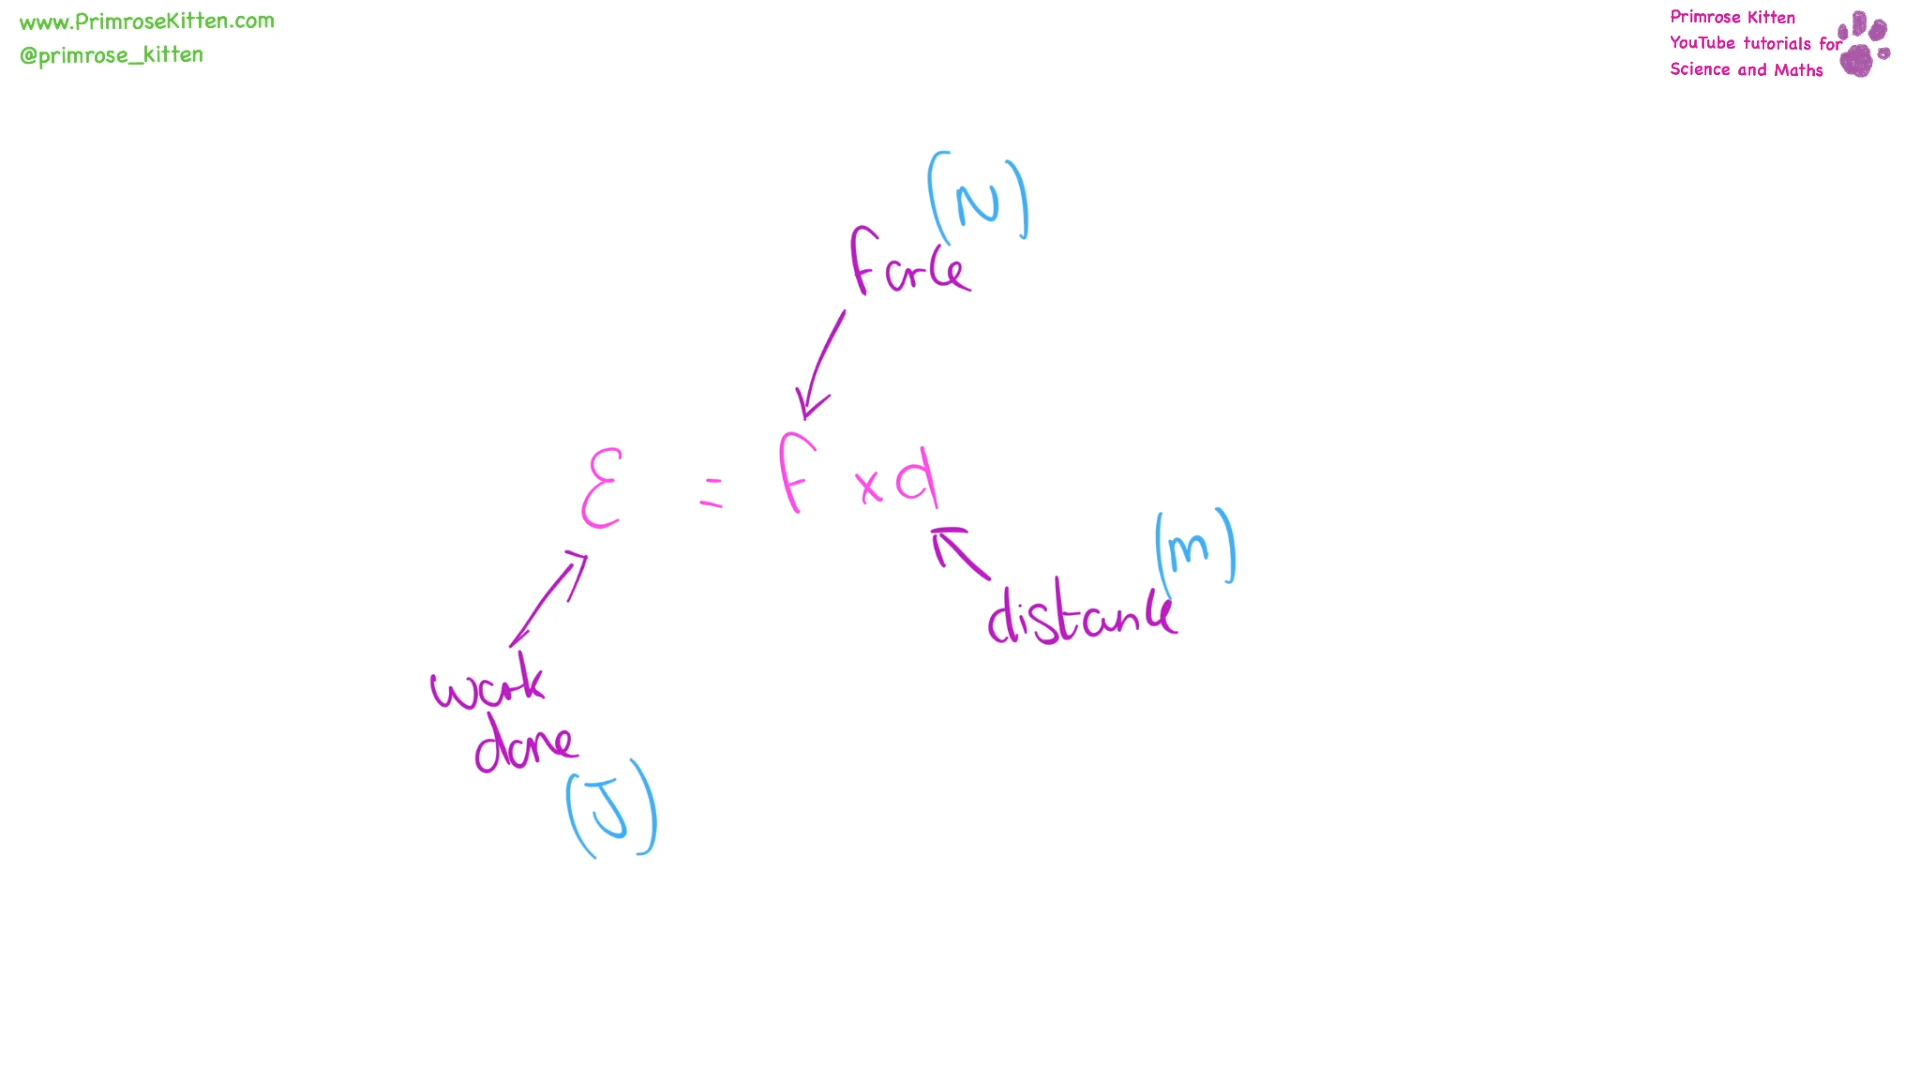 www.PrimroseKitten.com
@primrose_kitten
Primrose Kitten
YouTube tutorials for
Science and Maths
(N)
Force
E = F x d
(m)
distance
work
done
(J)